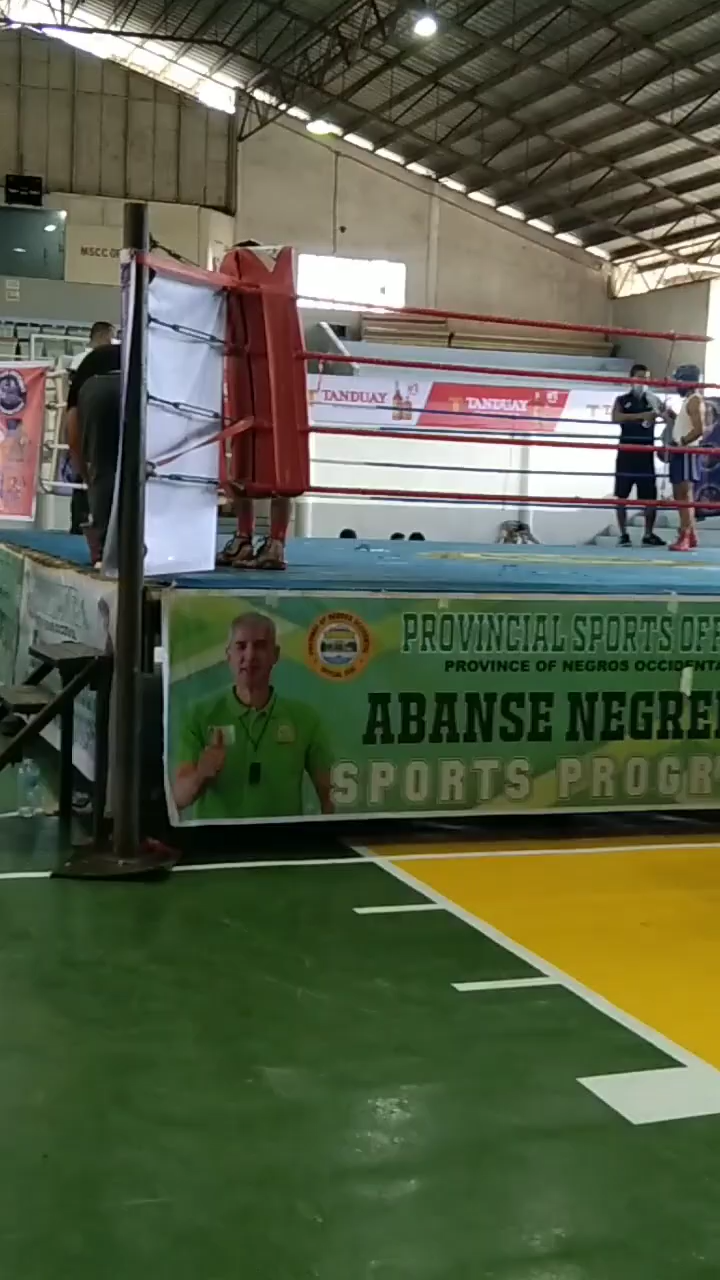 MSCC G
TANDUAY
TANDUAY
PROVINCIAL SPORTS OFF
PROVINCE OF NEGROS OCCIDENTA
ABANSE NEGRE
SPORTS PROGR